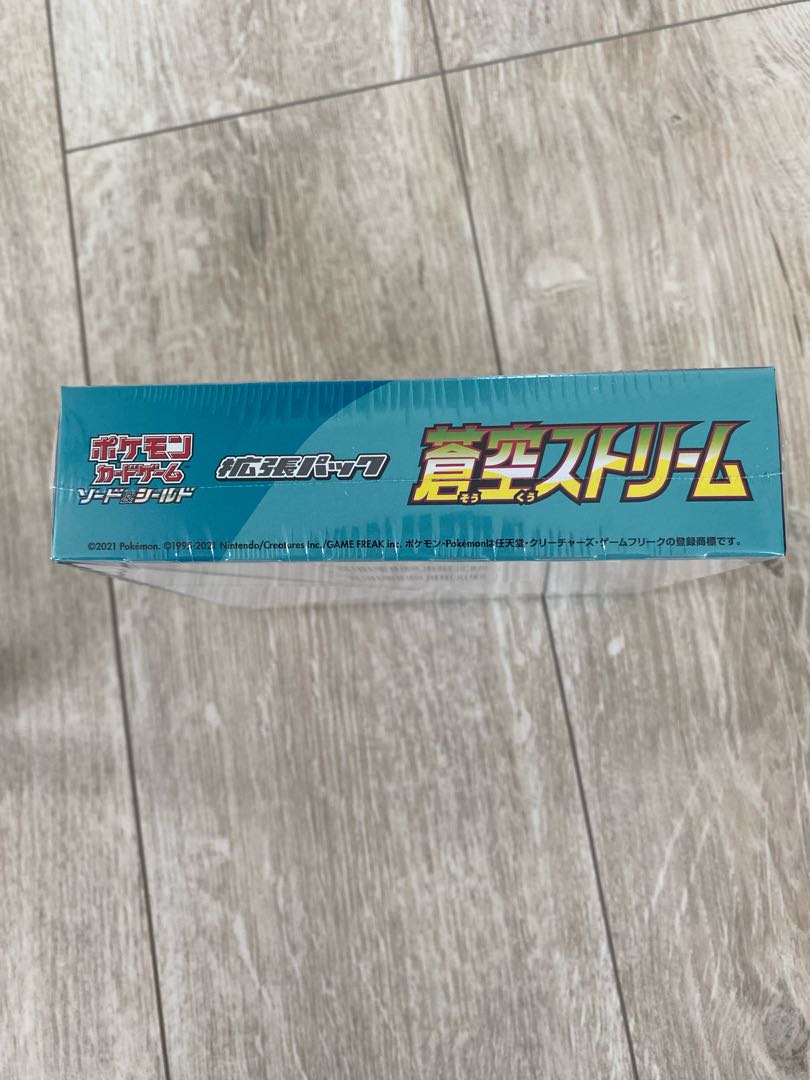 ポケモン
カードゲーム
ソード&シールド
拡張パック
蒼空ストリーム
そう くう
©2021 Pokémon. ©1995-2021 Nintendo/Creatures Inc./GAME FREAK inc. ポケモン・Pokémonは任天堂・クリーチャーズ・ゲームフリークの登録商標です。